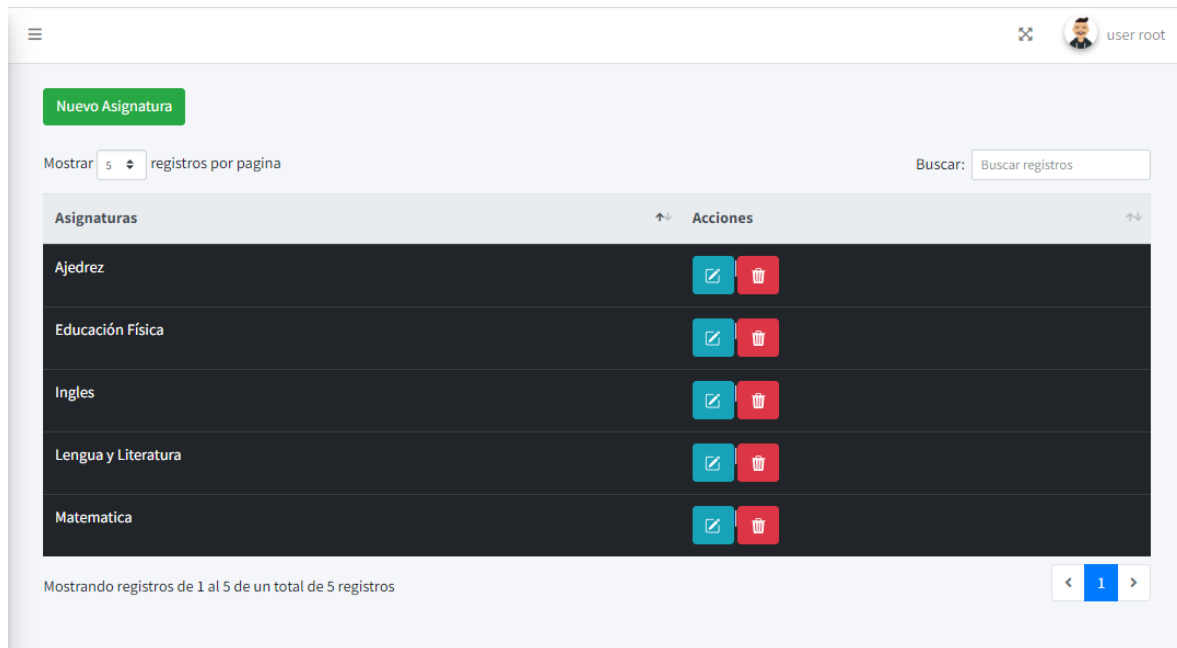 user root
Nuevo Asignatura
Mostrar 5 registros por pagina
Buscar: Buscar registros
Asignaturas Acciones
Ajedrez
Educación Física
Ingles
Lengua y Literatura
Matematica
Mostrando registros de 1 al 5 de un total de 5 registros
1